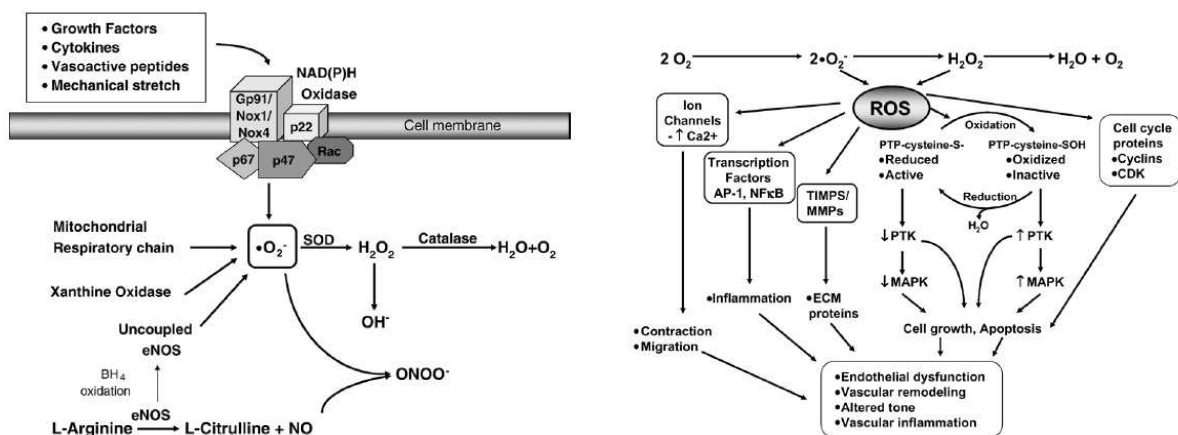 • Growth Factors
• Cytokines
• Vasoactive peptides
• Mechanical stretch
NAD(P)H
Oxidase
Gp91/
Nox1/
Nox4
p22
Cell membrane
p67
p47
Rac
Mitochondrial
Respiratory chain
•O₂⁻
SOD
H₂O₂
Catalase
H₂O+O₂
Xanthine Oxidase
OH⁻
Uncoupled
eNOS
BH₄
oxidation
ONOO⁻
eNOS
L-Arginine
L-Citrulline + NO
2 O₂
2•O₂⁻
H₂O₂
H₂O + O₂
ROS
Ion
Channels
- ↑ Ca2+
Transcription
Factors
AP-1, NFκB
TIMPS/
MMPs
Oxidation
PTP-cysteine-S-
•Reduced
•Active
PTP-cysteine-SOH
•Oxidized
•Inactive
Reduction
H₂O
Cell cycle
proteins
•Cyclins
•CDK
↓PTK
↑PTK
↓MAPK
↑MAPK
•Inflammation
•ECM
proteins
Cell growth, Apoptosis
•Contraction
•Migration
•Endothelial dysfunction
•Vascular remodeling
•Altered tone
•Vascular inflammation